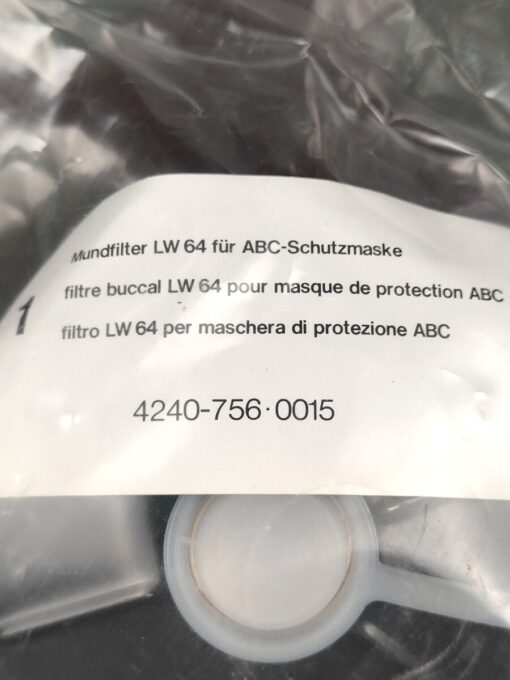 Mundfilter LW 64 für ABC-Schutzmaske
filtre buccal LW 64 pour masque de protection ABC
1
filtro LW 64 per maschera di protezione ABC
4240-756·0015